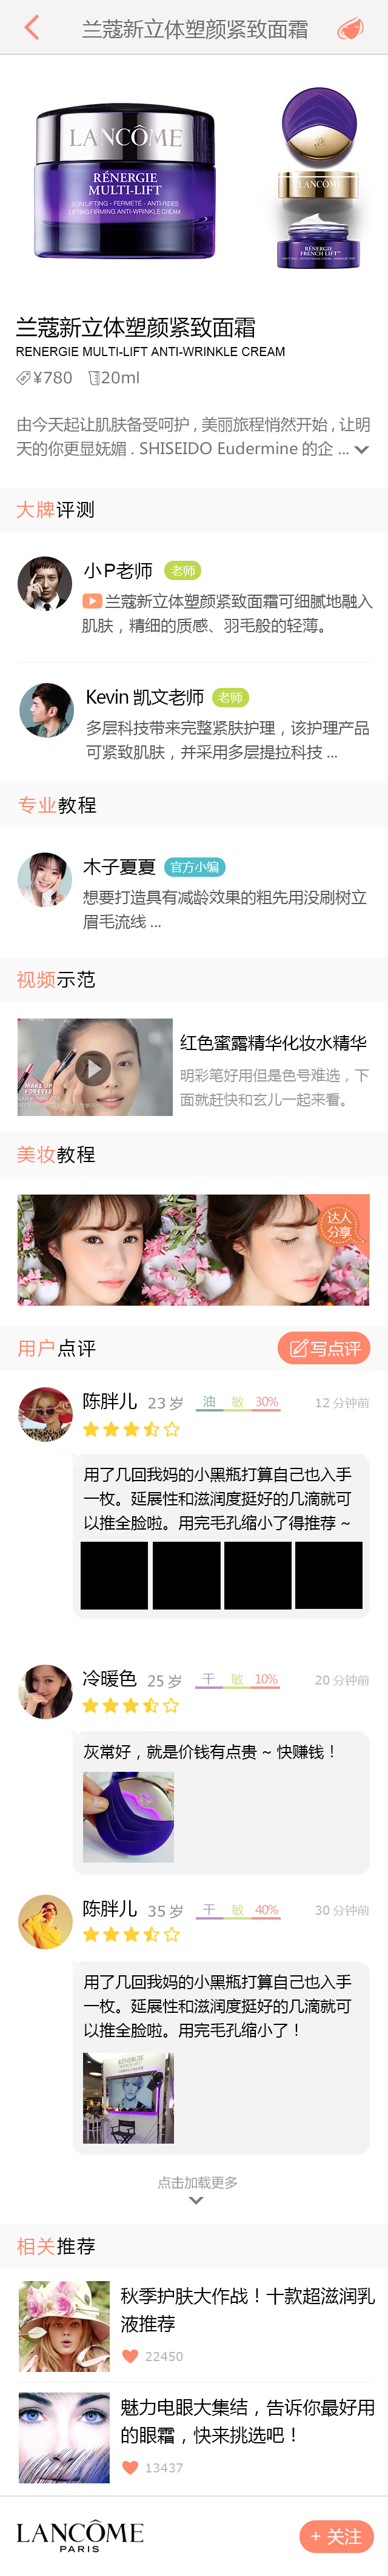 兰蔻新立体塑颜紧致面霜
LANCÔME
RÉNERGIE
MULTI-LIFT
SOIN LIFTING - FERMETÉ - ANTI-RIDES
LIFTING FIRMING ANTI-WRINKLE CREAM
LANCÔME
RÉNERGIE
FRENCH LIFT
兰蔻新立体塑颜紧致面霜
RENERGIE MULTI-LIFT ANTI-WRINKLE CREAM
¥780 20ml
由今天起让肌肤备受呵护，美丽旅程悄然开始，让明
天的你更显妩媚 . SHISEIDO Eudermine 的企 ...
大牌评测
小P老师 老师
兰蔻新立体塑颜紧致面霜可细腻地融入
肌肤，精细的质感、羽毛般的轻薄。
Kevin 凯文老师 老师
多层科技带来完整紧肤护理，该护理产品
可紧致肌肤，并采用多层提拉科技 ...
专业教程
木子夏夏 官方小编
想要打造具有减龄效果的粗先用没刷树立
眉毛流线 ...
视频示范
MAKE UP
FOREVER
红色蜜露精华化妆水精华
明彩笔好用但是色号难选，下
面就赶快和玄儿一起来看。
美妆教程
达人
分享
用户点评
写点评
陈胖儿 23 岁 油 敏 30% 12 分钟前
用了几回我妈的小黑瓶打算自己也入手
一枚。延展性和滋润度挺好的几滴就可
以推全脸啦。用完毛孔缩小了得推荐 ~
冷暖色 25 岁 干 敏 10% 20 分钟前
灰常好，就是价钱有点贵 ~ 快赚钱！
陈胖儿 35 岁 干 敏 40% 30 分钟前
用了几回我妈的小黑瓶打算自己也入手
一枚。延展性和滋润度挺好的几滴就可
以推全脸啦。用完毛孔缩小了！
RÉNERGIE
点击加载更多
相关推荐
秋季护肤大作战！十款超滋润乳
液推荐
22450
魅力电眼大集结，告诉你最好用
的眼霜，快来挑选吧！
13437
LANCÔME
PARIS
+ 关注